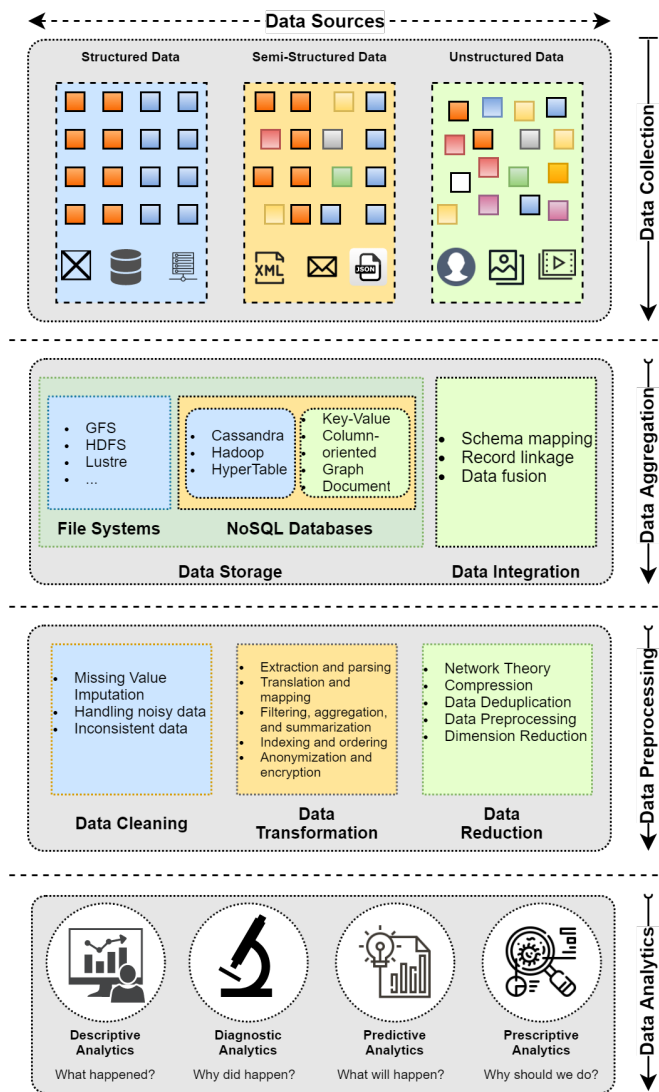 Data Sources
Structured Data
Semi-Structured Data
Unstructured Data
XML
JSON
Data Collection
• GFS
• HDFS
• Lustre
• ...
File Systems
• Cassandra
• Hadoop
• HyperTable
• Key-Value
• Column-
oriented
• Graph
• Document
NoSQL Databases
Data Storage
• Schema mapping
• Record linkage
• Data fusion
Data Integration
Data Aggregation
• Missing Value
Imputation
• Handling noisy data
• Inconsistent data
Data Cleaning
• Extraction and parsing
• Translation and
mapping
• Filtering, aggregation,
and summarization
• Indexing and ordering
• Anonymization and
encryption
Data
Transformation
• Network Theory
• Compression
• Data Deduplication
• Data Preprocessing
• Dimension Reduction
Data
Reduction
Data Preprocessing
Descriptive
Analytics
What happened?
Diagnostic
Analytics
Why did happen?
Predictive
Analytics
What will happen?
Prescriptive
Analytics
Why should we do?
Data Analytics